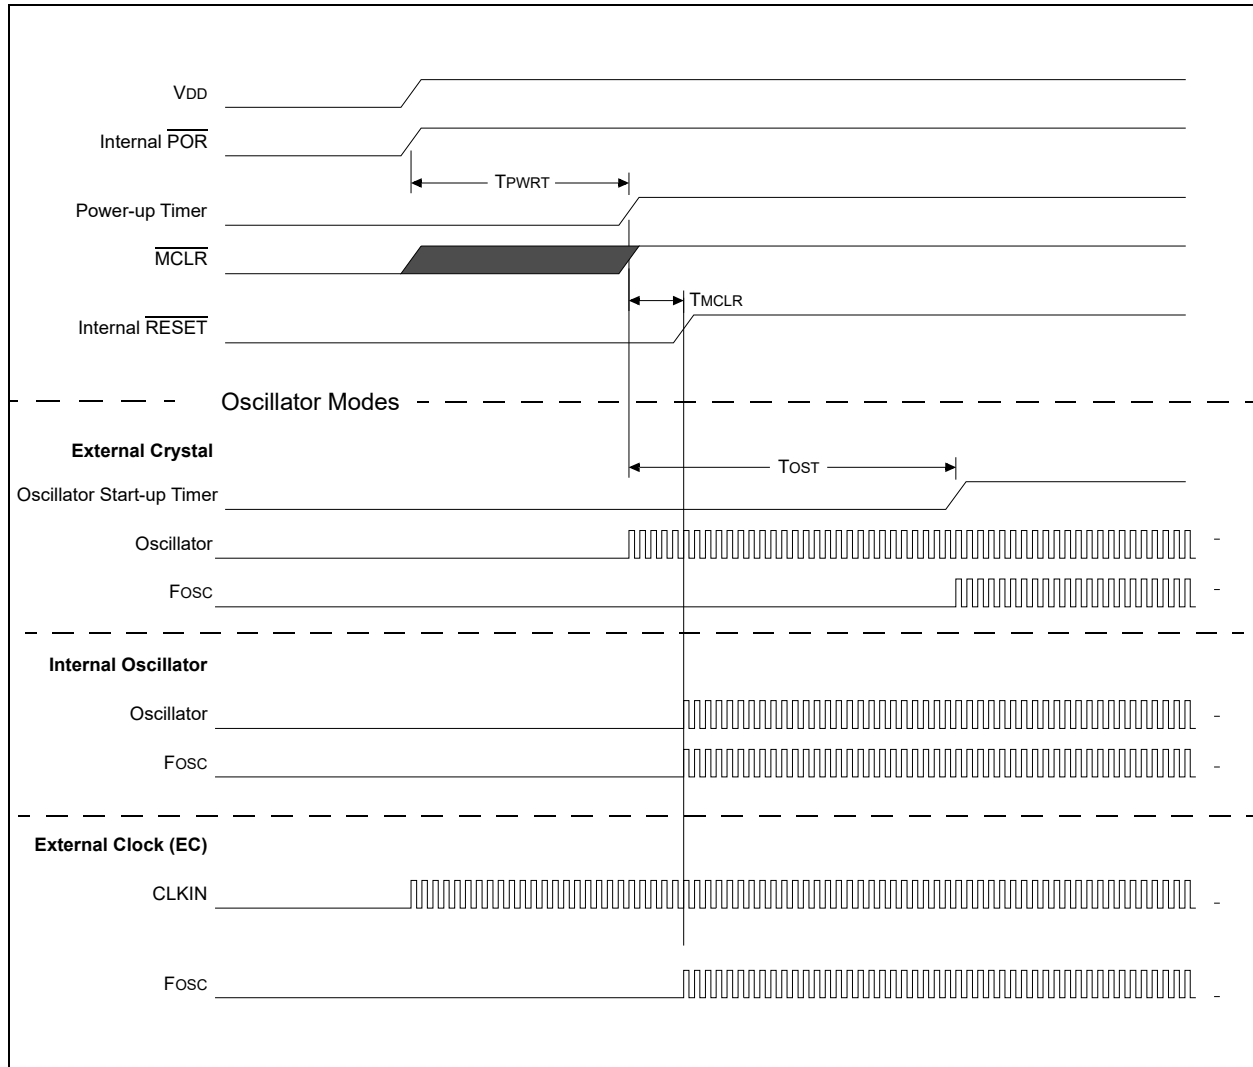 VDD
Internal POR
TPWRT
Power-up Timer
MCLR
TMCLR
Internal RESET
Oscillator Modes
External Crystal
TOST
Oscillator Start-up Timer
Oscillator
FOSC
Internal Oscillator
Oscillator
FOSC
External Clock (EC)
CLKIN
FOSC